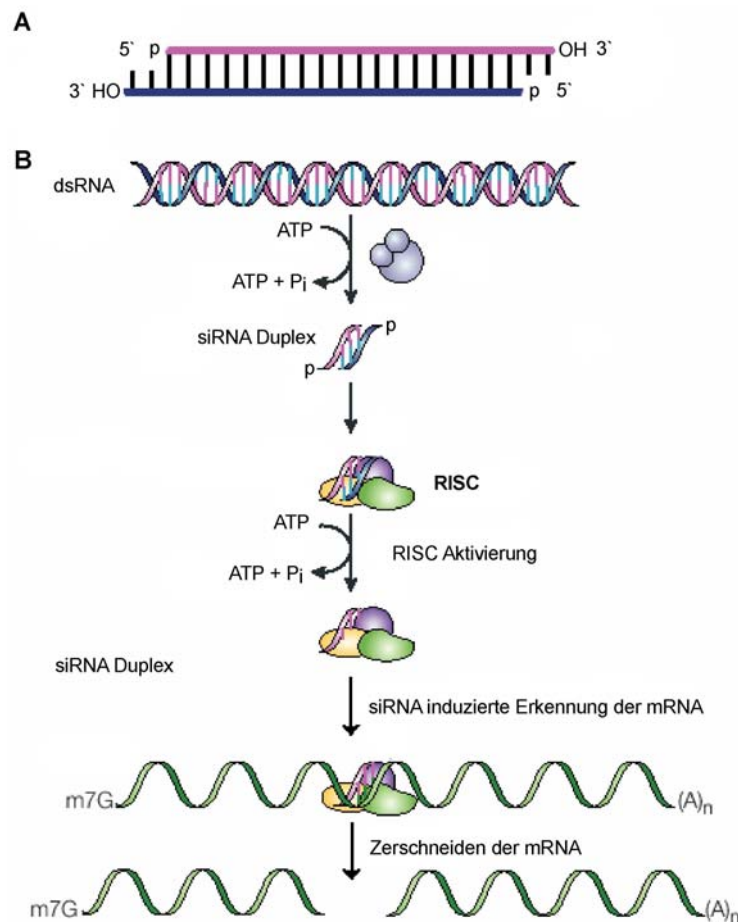 A
5` p OH 3`
3` HO p 5`
B
dsRNA
ATP
ATP + Pi
siRNA Duplex
p
p
RISC
ATP
RISC Aktivierung
ATP + Pi
siRNA Duplex
siRNA induzierte Erkennung der mRNA
m7G (A)n
Zerschneiden der mRNA
m7G (A)n